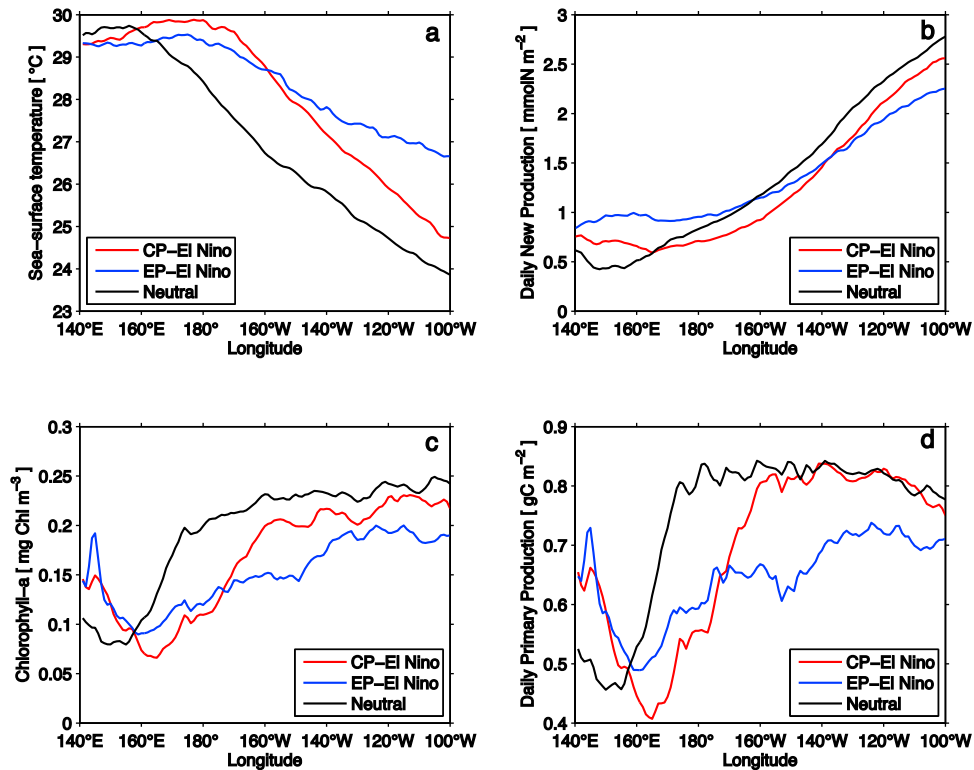 a
Sea-surface temperature [ °C]
30
29
28
27
26
25
24
23
CP-El Nino
EP-El Nino
Neutral
140°E 160°E 180° 160°W 140°W 120°W 100°W
Longitude
b
Daily New Production [ mmolN m⁻²]
3
2.5
2
1.5
1
0.5
0
CP-El Nino
EP-El Nino
Neutral
140°E 160°E 180° 160°W 140°W 120°W 100°W
Longitude
c
Chlorophyll-a [ mg Chl m⁻³ ]
0.3
0.25
0.2
0.15
0.1
0.05
0
CP-El Nino
EP-El Nino
Neutral
140°E 160°E 180° 160°W 140°W 120°W 100°W
Longitude
d
Daily Primary Production [ gC m⁻²]
0.9
0.8
0.7
0.6
0.5
0.4
CP-El Nino
EP-El Nino
Neutral
140°E 160°E 180° 160°W 140°W 120°W 100°W
Longitude